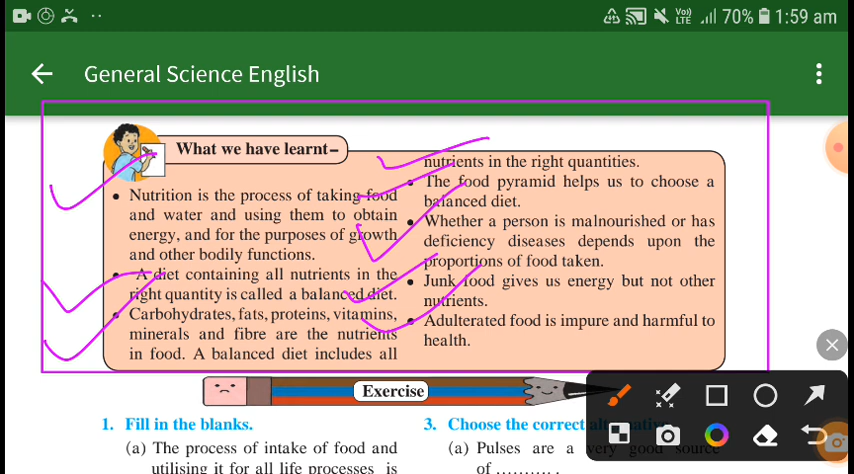 Vo))
LTE
70%
1:59 am
General Science English
What we have learnt–
• Nutrition is the process of taking food
and water and using them to obtain
energy, and for the purposes of growth
and other bodily functions.
• A diet containing all nutrients in the
right quantity is called a balanced diet.
• Carbohydrates, fats, proteins, vitamins,
minerals and fibre are the nutrients
in food. A balanced diet includes all
nutrients in the right quantities.
• The food pyramid helps us to choose a
balanced diet.
• Whether a person is malnourished or has
deficiency diseases depends upon the
proportions of food taken.
• Junk food gives us energy but not other
nutrients.
• Adulterated food is impure and harmful to
health.
Exercise
1. Fill in the blanks.
(a) The process of intake of food and
utilising it for all life processes is
3. Choose the correct alternative.
(a) Pulses are a very good source
of ..........